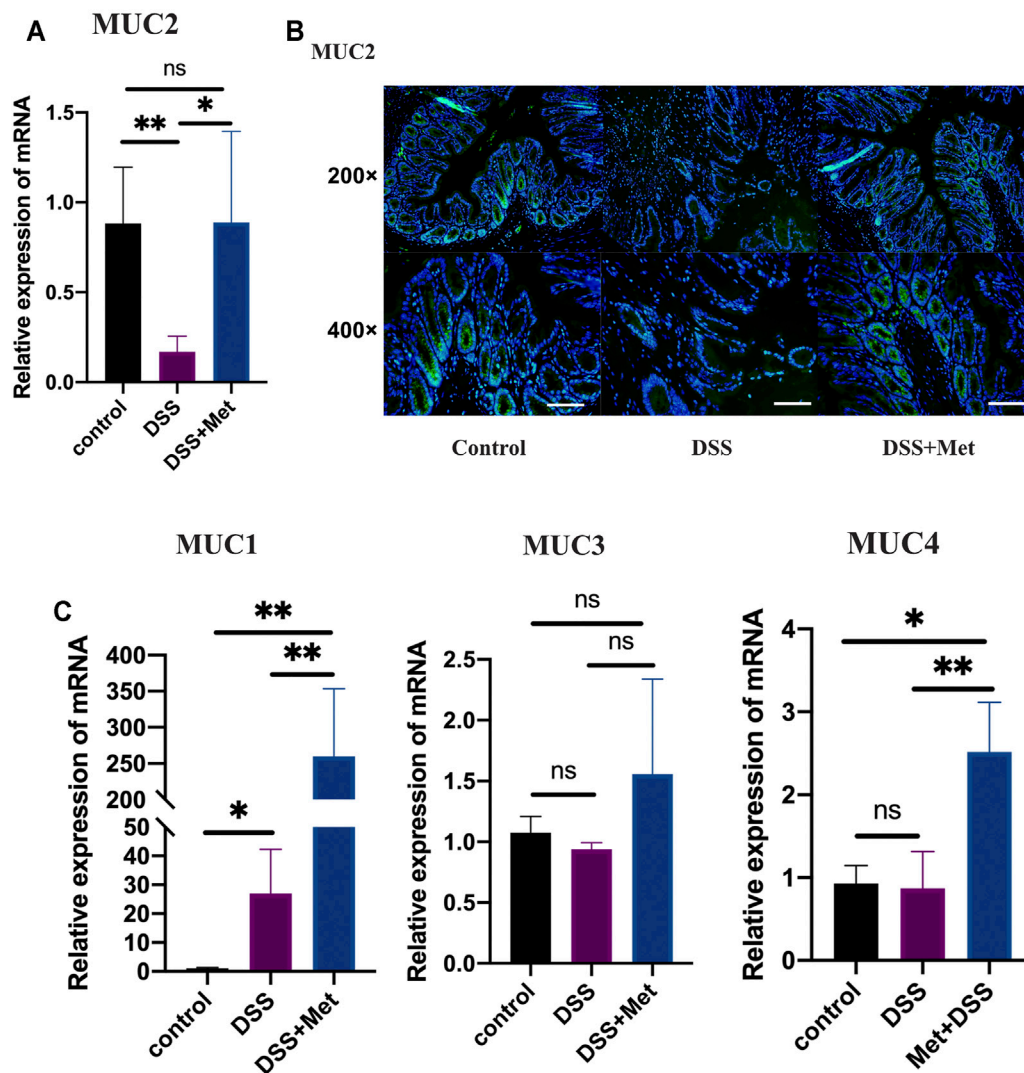 A
MUC2
ns
** *
Relative expression of mRNA
1.5
1.0
0.5
0.0
control
DSS
DSS+Met
B
MUC2
200×
400×
Control DSS DSS+Met
C
MUC1
**
**
*
Relative expression of mRNA
400
350
300
250
200
50
40
30
20
10
0
control
DSS
DSS+Met
MUC3
ns
ns
ns
Relative expression of mRNA
2.5
2.0
1.5
1.0
0.5
0.0
control
DSS
DSS+Met
MUC4
*
**
ns
Relative expression of mRNA
4
3
2
1
0
control
DSS
Met+DSS